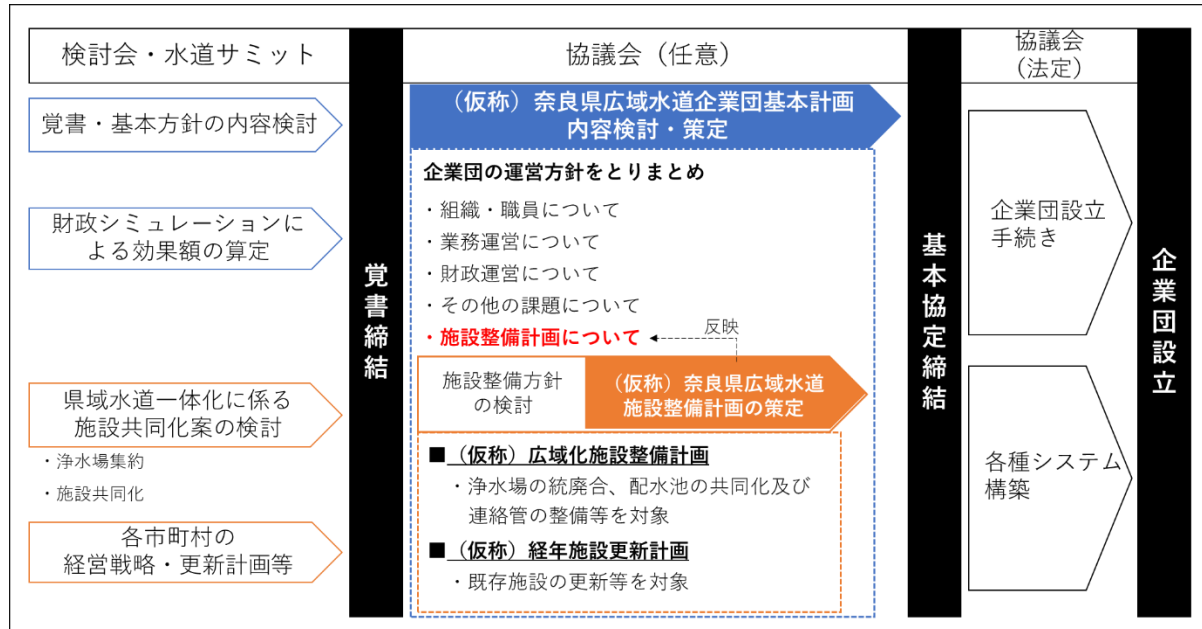 検討会・水道サミット
覚書・基本方針の内容検討
財政シミュレーションに
よる効果額の算定
県域水道一体化に係る
施設共同化案の検討
・浄水場集約
・施設共同化
各市町村の
経営戦略・更新計画等
覚書締結
協議会（任意）
（仮称）奈良県広域水道企業団基本計画
内容検討・策定
企業団の運営方針をとりまとめ
・組織・職員について
・業務運営について
・財政運営について
・その他の課題について
・施設整備計画について
反映
施設整備方針
の検討
（仮称）奈良県広域水道
施設整備計画の策定
■（仮称）広域化施設整備計画
・浄水場の統廃合、配水池の共同化及び
連絡管の整備等を対象
■（仮称）経年施設更新計画
・既存施設の更新等を対象
基本協定締結
協議会
（法定）
企業団設立
手続き
各種システム
構築
企業団設立